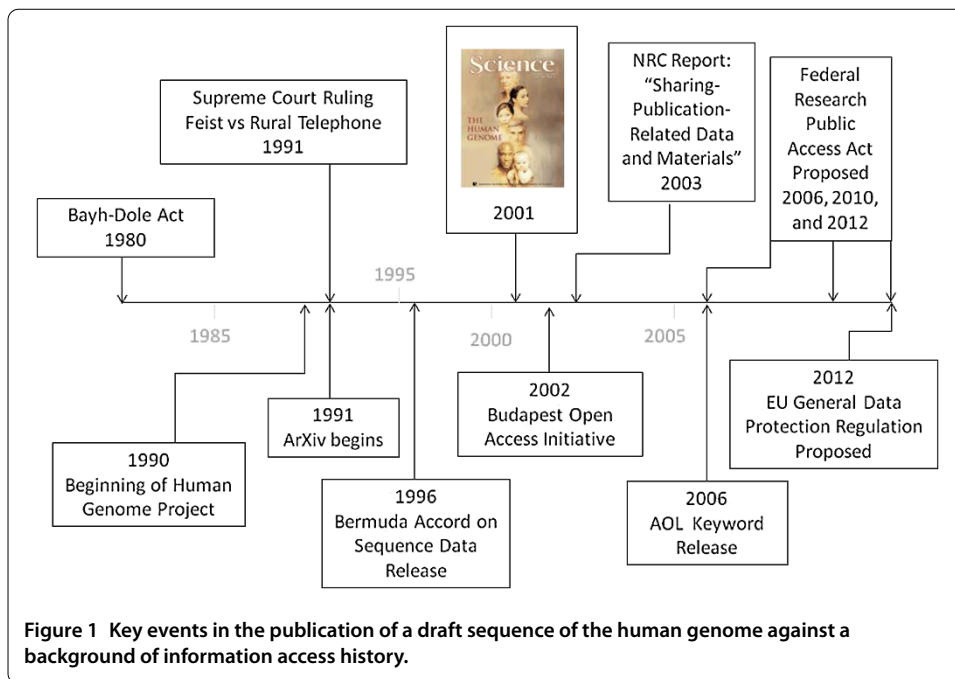 Supreme Court Ruling
Feist vs Rural Telephone
1991
Bayh-Dole Act
1980
Science
THE
HUMAN
GENOME
2001
NRC Report:
“Sharing-
Publication-
Related Data
and Materials”
2003
Federal
Research
Public
Access Act
Proposed
2006, 2010,
and 2012
1985
1995
2000
2005
1990
Beginning of Human
Genome Project
1991
ArXiv begins
1996
Bermuda Accord on
Sequence Data
Release
2002
Budapest Open
Access Initiative
2006
AOL Keyword
Release
2012
EU General Data
Protection Regulation
Proposed
Figure 1 Key events in the publication of a draft sequence of the human genome against a
background of information access history.